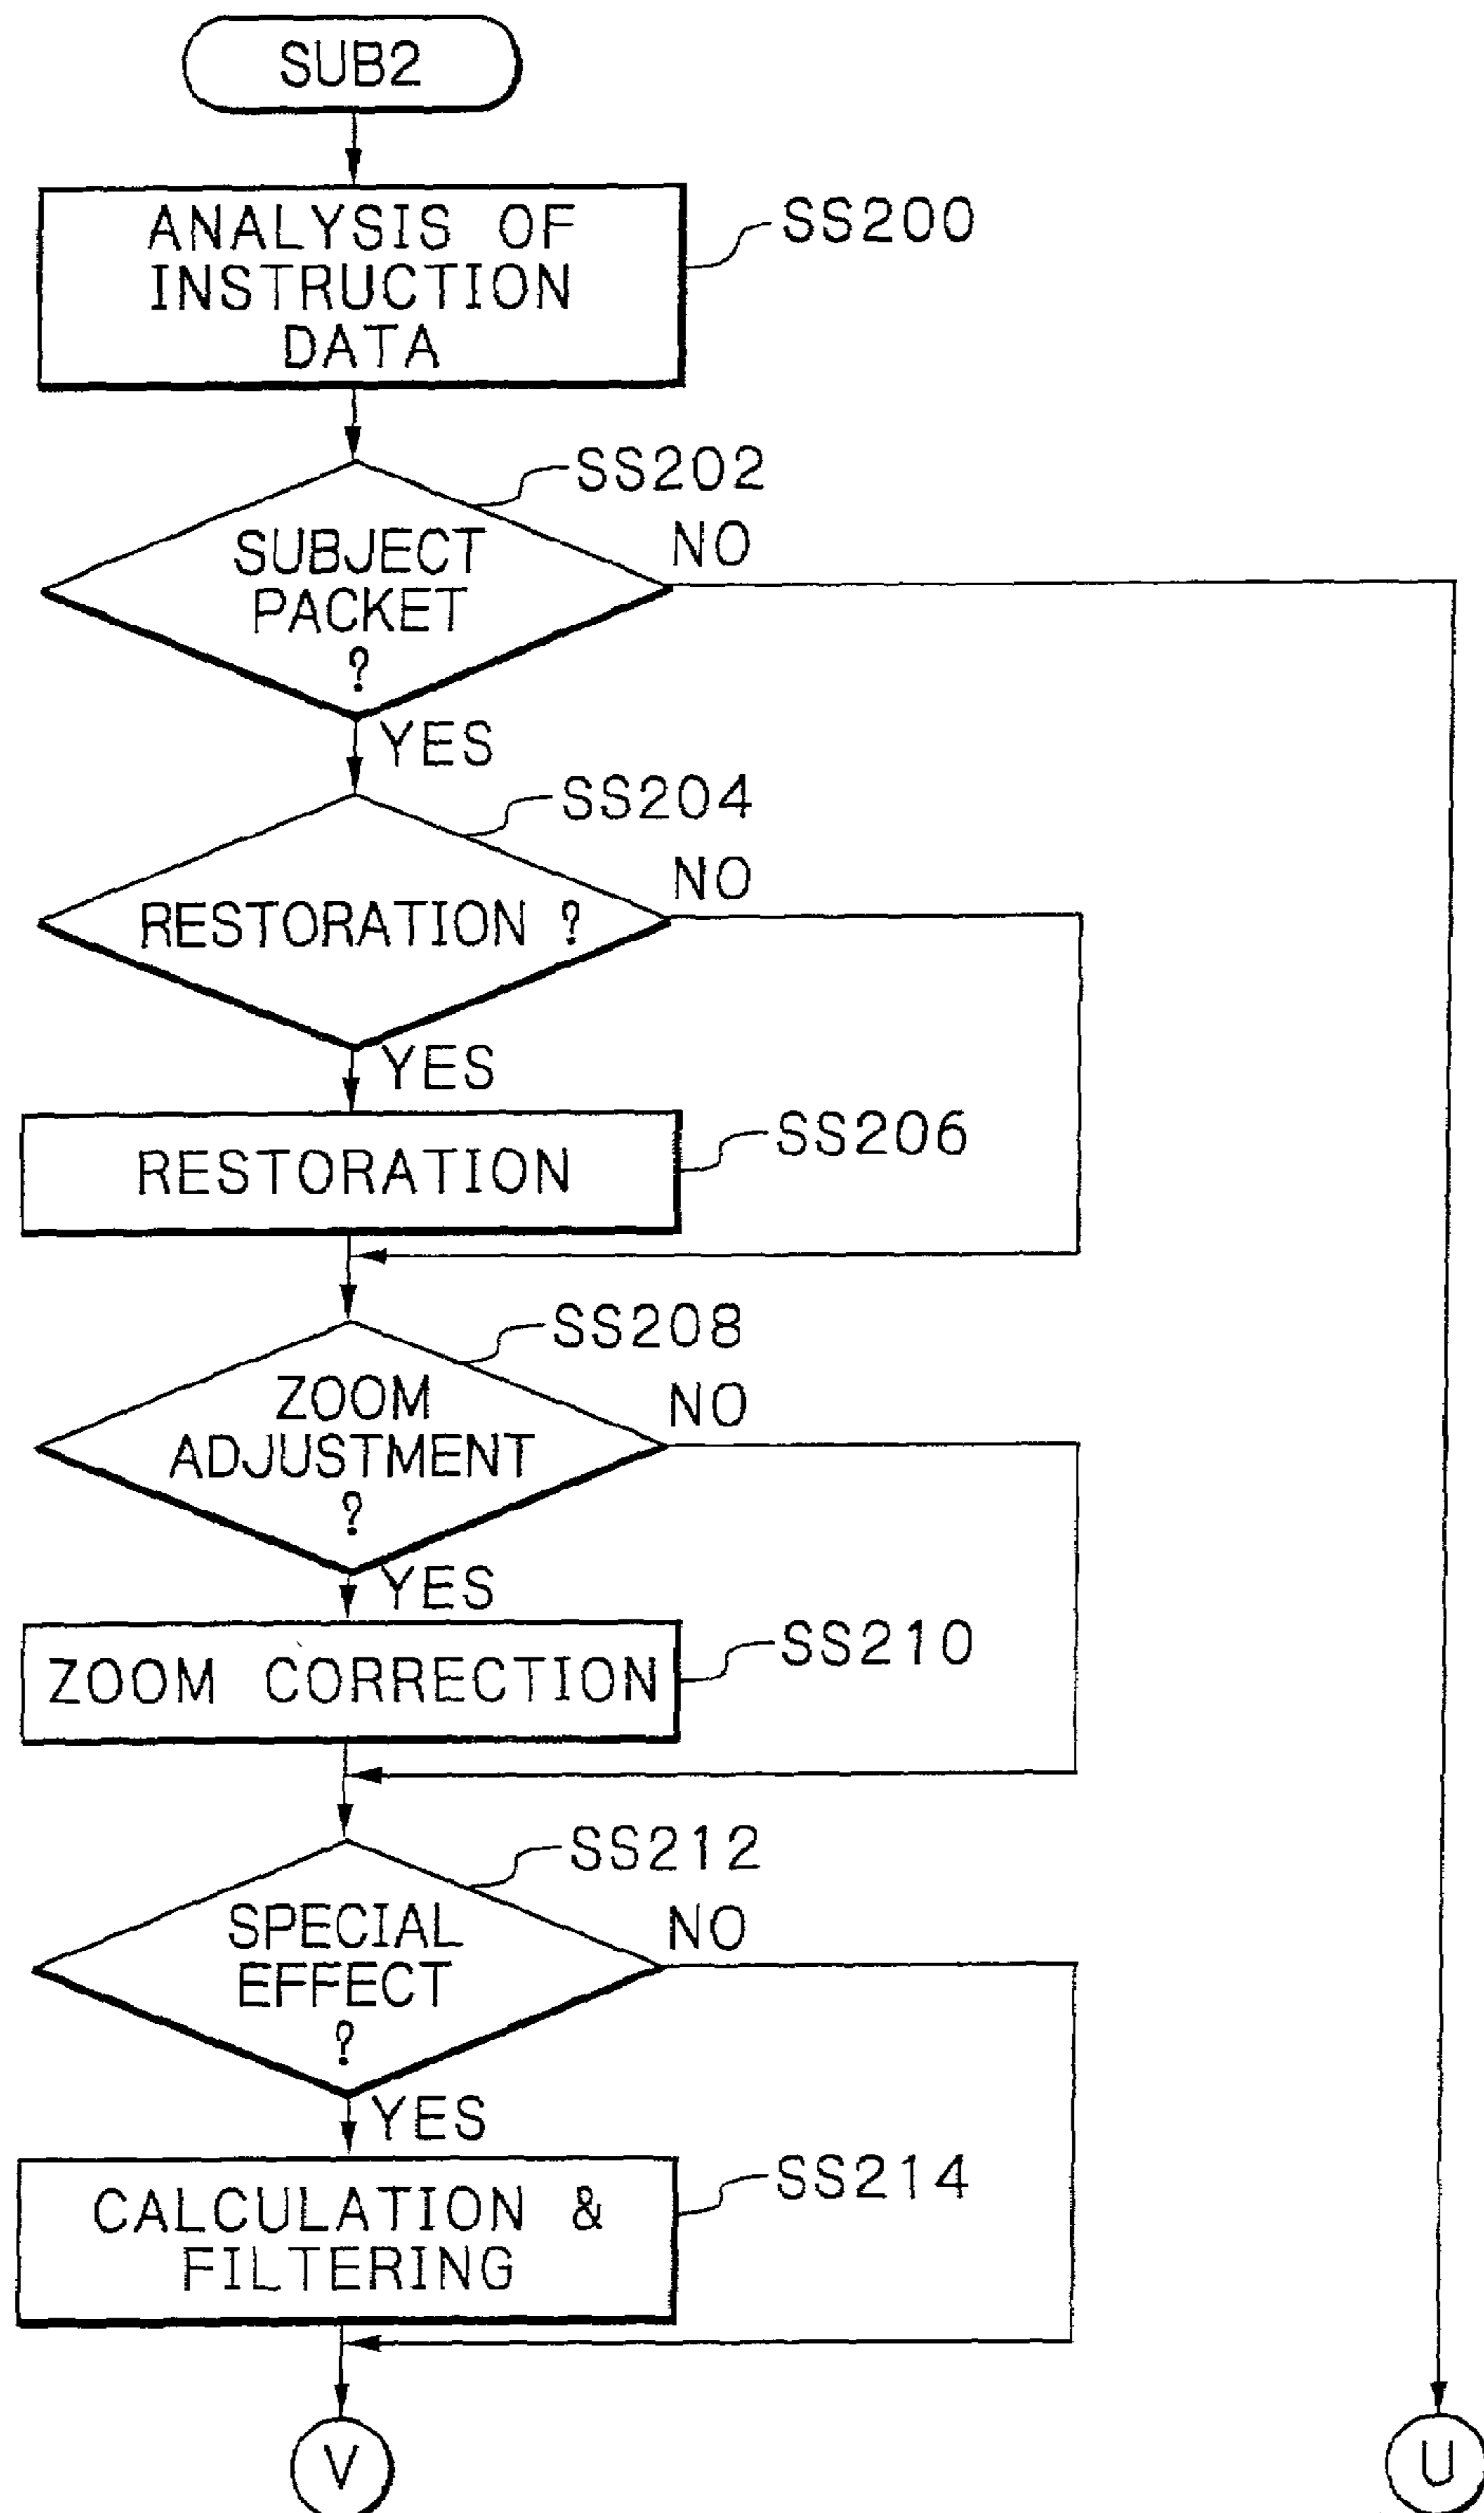 SUB2
ANALYSIS OF
INSTRUCTION
DATA
SS200
SS202
SUBJECT
PACKET
?
NO
YES
SS204
RESTORATION ?
NO
YES
RESTORATION
SS206
SS208
ZOOM
ADJUSTMENT
?
NO
YES
ZOOM CORRECTION
SS210
SS212
SPECIAL
EFFECT
?
NO
YES
CALCULATION &
FILTERING
SS214
V
U